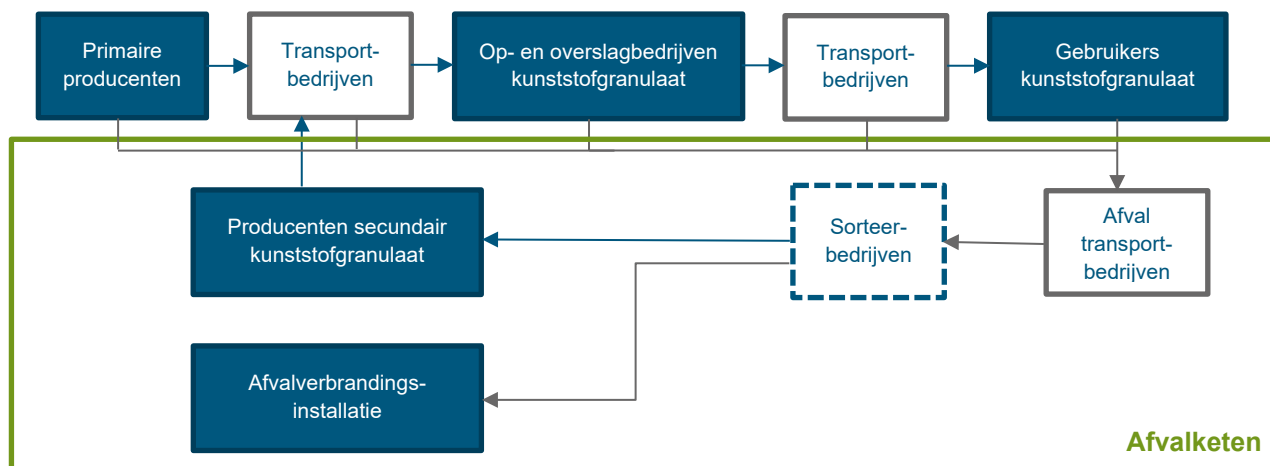 Primaire
producenten
Transport-
bedrijven
Op- en overslagbedrijven
kunststofgranulaat
Transport-
bedrijven
Gebruikers
kunststofgranulaat
Producenten secundair
kunststofgranulaat
Sorteer-
bedrijven
Afval
transport-
bedrijven
Afvalverbrandings-
installatie
Afvalketen